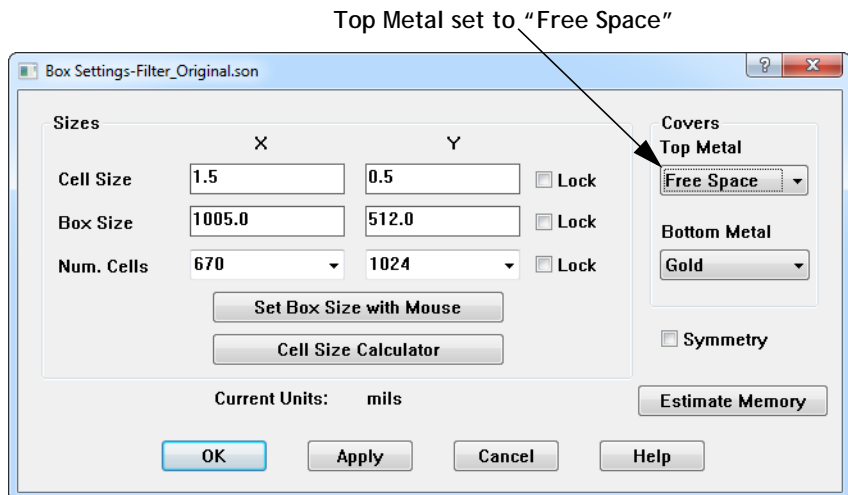 Top Metal set to “Free Space”
Box Settings-Filter_Original.son
? X
Sizes
X Y
Cell Size 1.5 0.5 Lock
Box Size 1005.0 512.0 Lock
Num. Cells 670 1024 Lock
Set Box Size with Mouse
Cell Size Calculator
Current Units: mils
Covers
Top Metal
Free Space
Bottom Metal
Gold
Symmetry
Estimate Memory
OK Apply Cancel Help